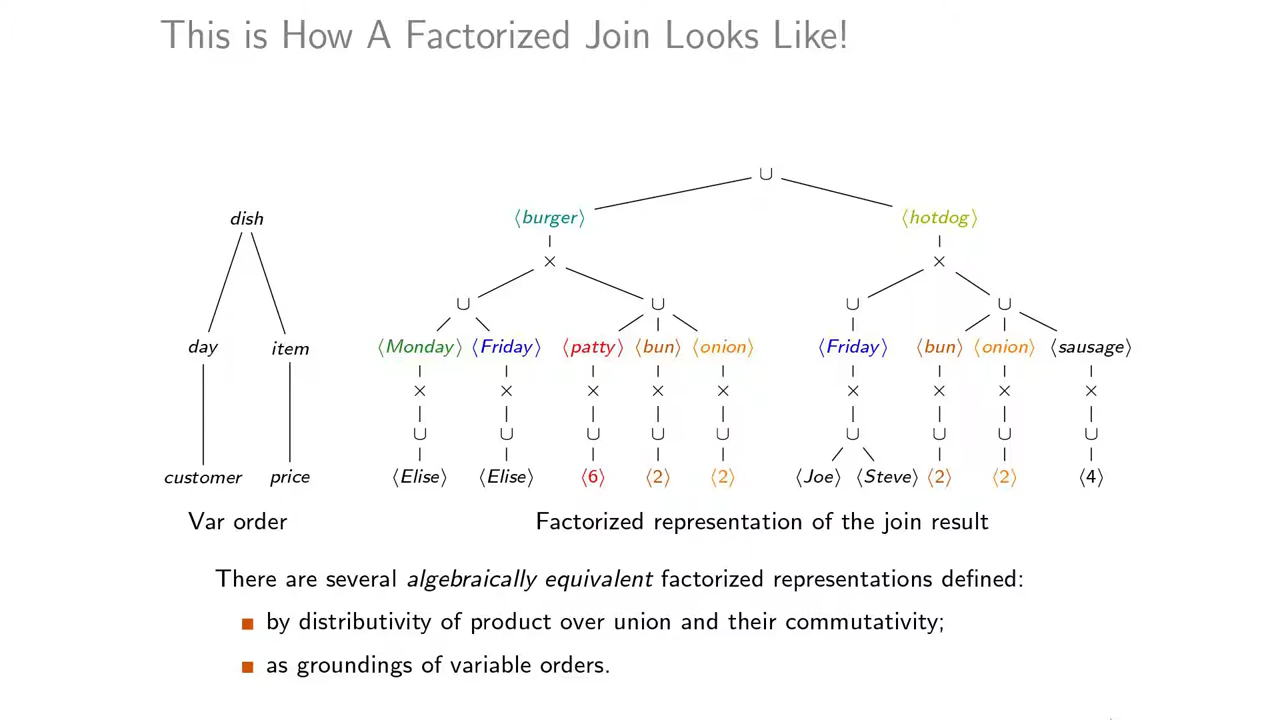 This is How A Factorized Join Looks Like!
∪
dish ⟨burger⟩ ⟨hotdog⟩
× ×
∪ ∪ ∪ ∪
day item ⟨Monday⟩ ⟨Friday⟩ ⟨patty⟩ ⟨bun⟩ ⟨onion⟩ ⟨Friday⟩ ⟨bun⟩ ⟨onion⟩ ⟨sausage⟩
× × × × × × × × ×
∪ ∪ ∪ ∪ ∪ ∪ ∪ ∪ ∪
customer price ⟨Elise⟩ ⟨Elise⟩ ⟨6⟩ ⟨2⟩ ⟨2⟩ ⟨Joe⟩ ⟨Steve⟩ ⟨2⟩ ⟨2⟩ ⟨4⟩
Var order Factorized representation of the join result
There are several algebraically equivalent factorized representations defined:
by distributivity of product over union and their commutativity;
as groundings of variable orders.